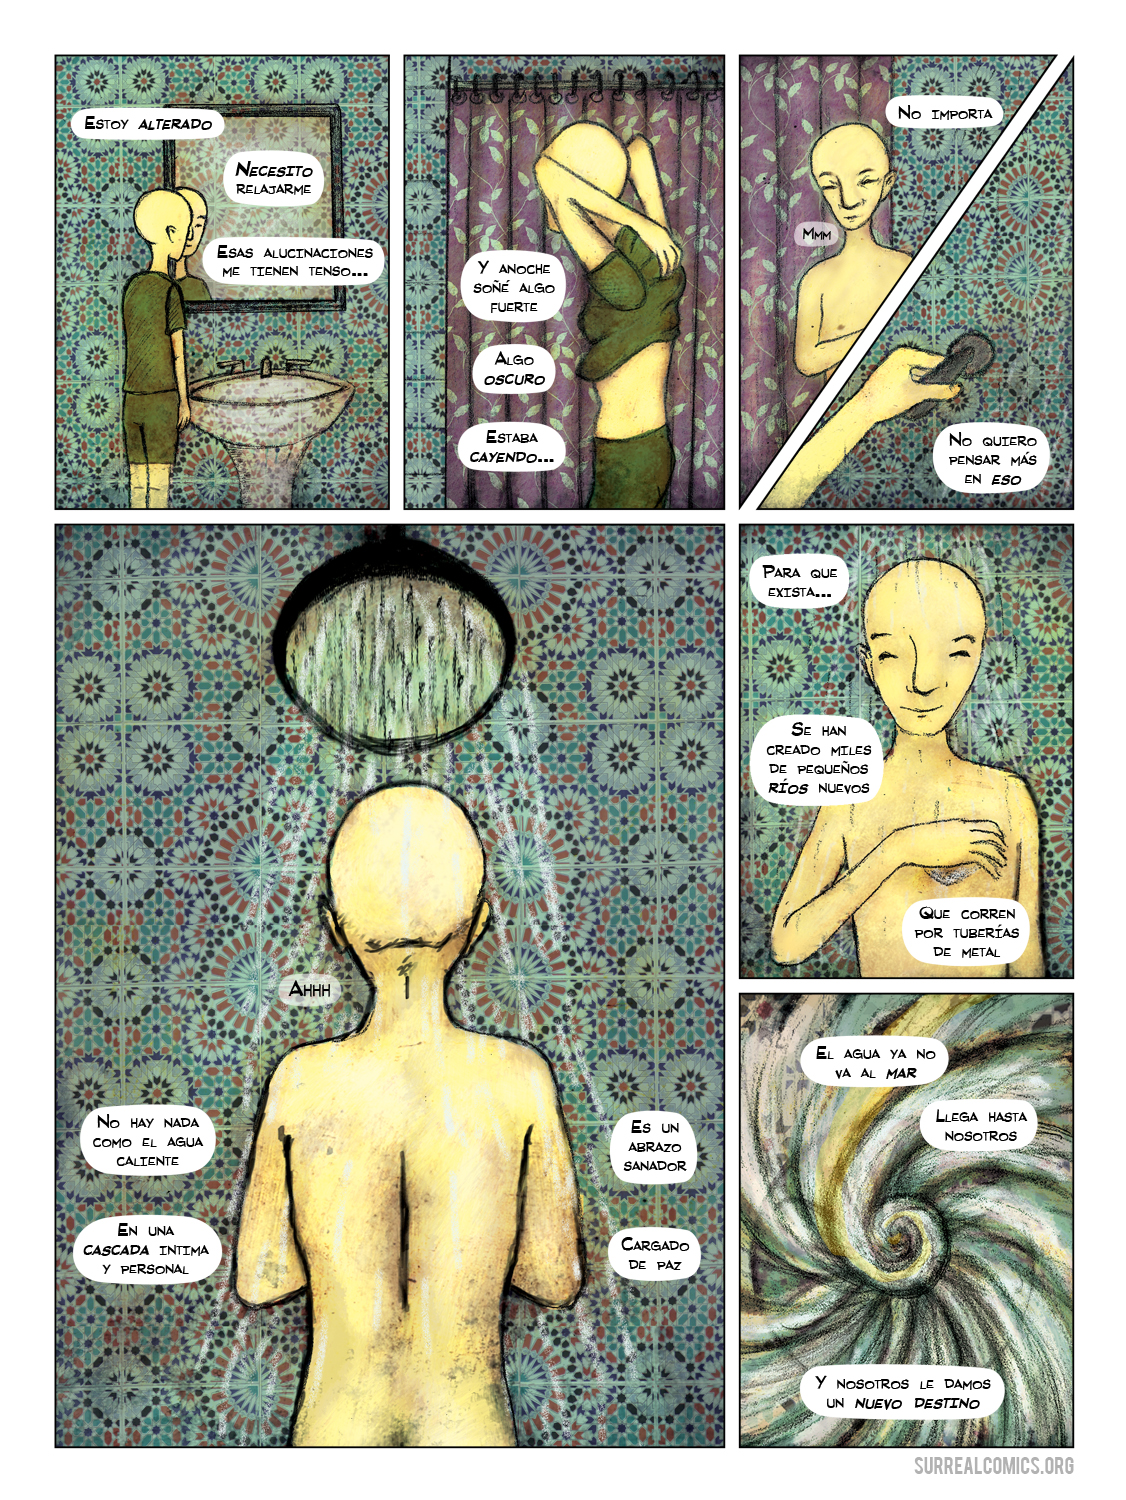 Estoy alterado
Necesito
relajarme
Esas alucinaciones
me tienen tenso...
Y anoche
soñé algo
fuerte
Algo
oscuro
Estaba
cayendo...
No importa
Mmm
No quiero
pensar más
en eso
Ahhh
No hay nada
como el agua
caliente
En una
cascada intima
y personal
Es un
abrazo
sanador
Cargado
de paz
Para que
exista...
Se han
creado miles
de pequeños
ríos nuevos
Que corren
por tuberías
de metal
El agua ya no
va al mar
Llega hasta
nosotros
Y nosotros le damos
un nuevo destino
SURREALCOMICS.ORG